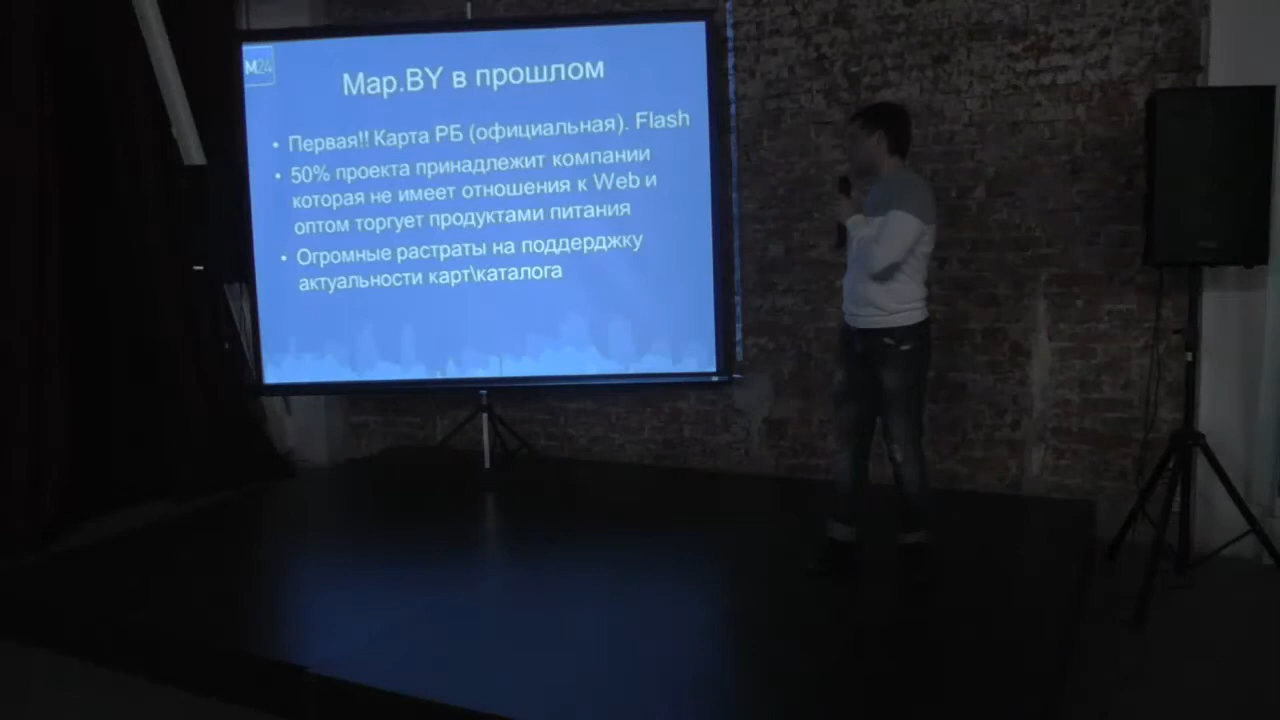 M24
Map.BY в прошлом
• Первая!! Карта РБ (официальная). Flash
• 50% проекта принадлежит компании
которая не имеет отношения к Web и
оптом торгует продуктами питания
• Огромные растраты на поддерджку
актуальности карт\каталога